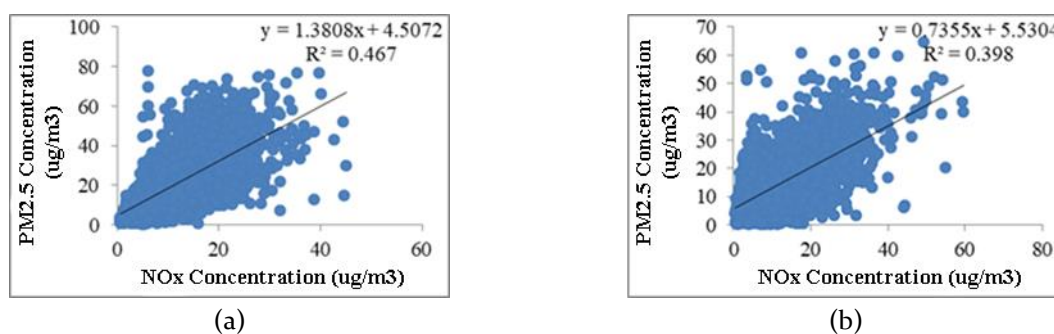 y = 1.3808x + 4.5072
R² = 0.467
100
80
60
40
20
0
PM2.5 Concentration
(ug/m3)
0 20 40 60
NOx Concentration (ug/m3)
(a)
y = 0.7355x + 5.5304
R² = 0.398
70
60
50
40
30
20
10
0
PM2.5 Concentration
(ug/m3)
0 20 40 60 80
NOx Concentration (ug/m3)
(b)